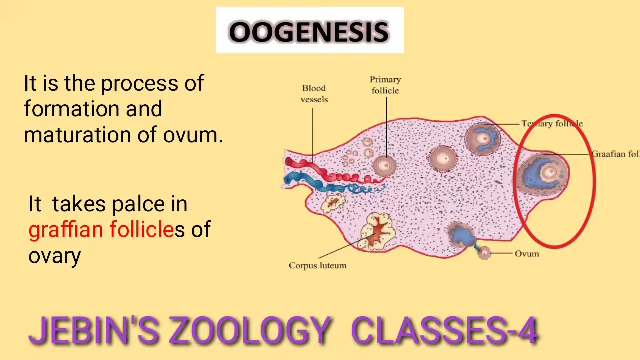 OOGENESIS
It is the process of
formation and
maturation of ovum.
It takes palce in
graffian follicles of
ovary
Blood
vessels
Primary
follicle
Tertiary follicle
Graafian foll
Corpus luteum
Ovum
JEBIN'S ZOOLOGY CLASSES-4